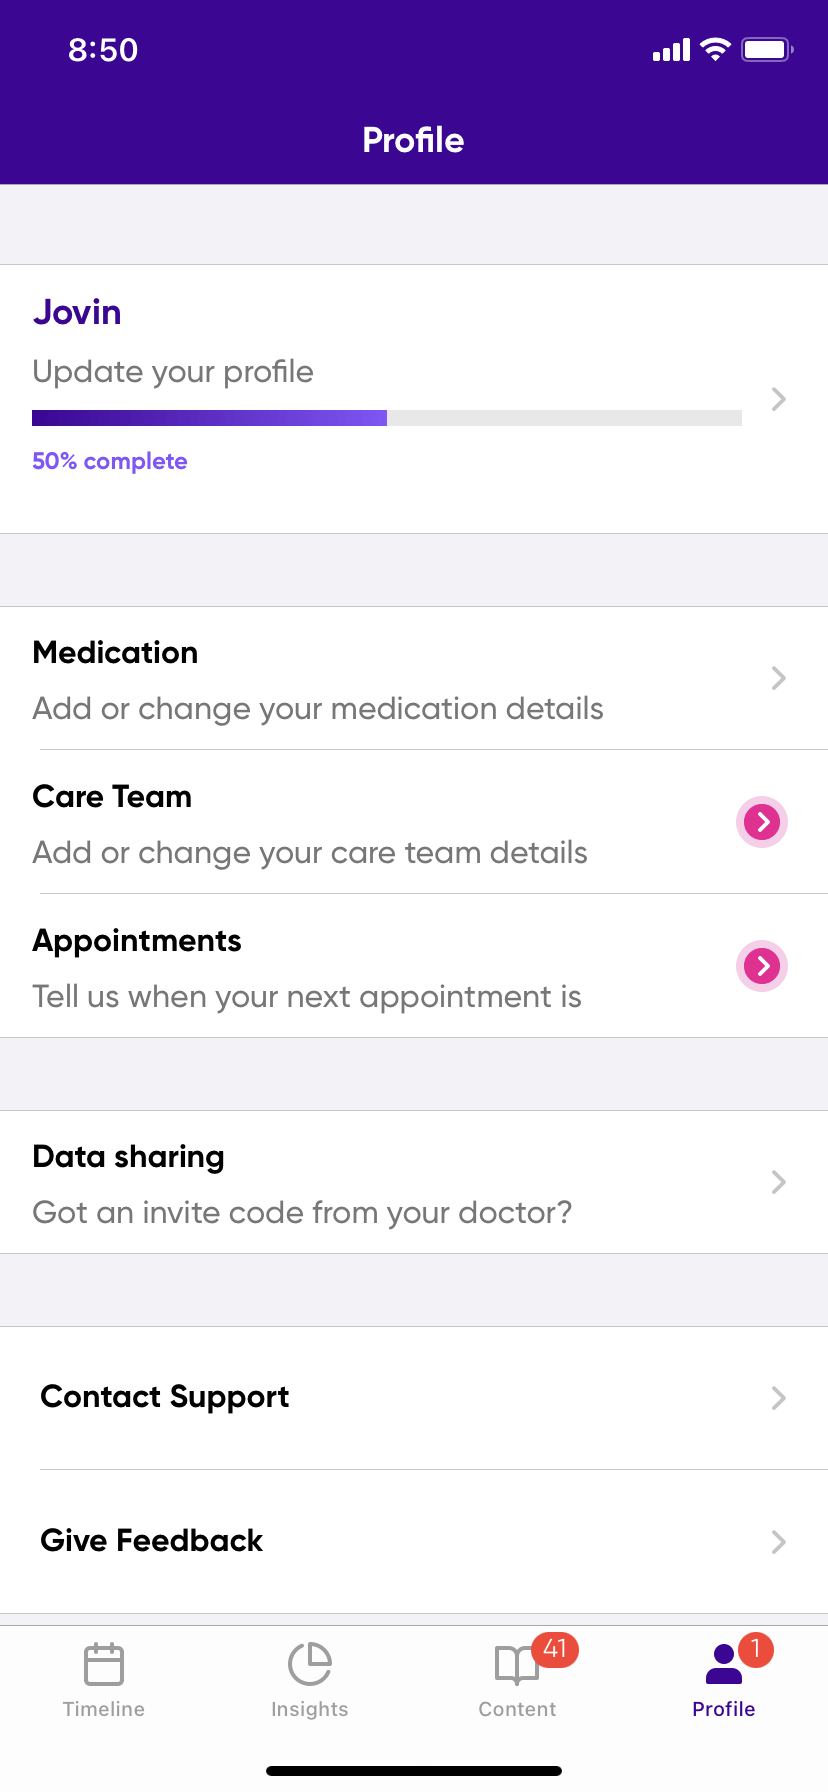 8:50
Profile
Jovin
Update your profile
50% complete
Medication
Add or change your medication details
Care Team
Add or change your care team details
Appointments
Tell us when your next appointment is
Data sharing
Got an invite code from your doctor?
Contact Support
Give Feedback
41
1
Timeline
Insights
Content
Profile